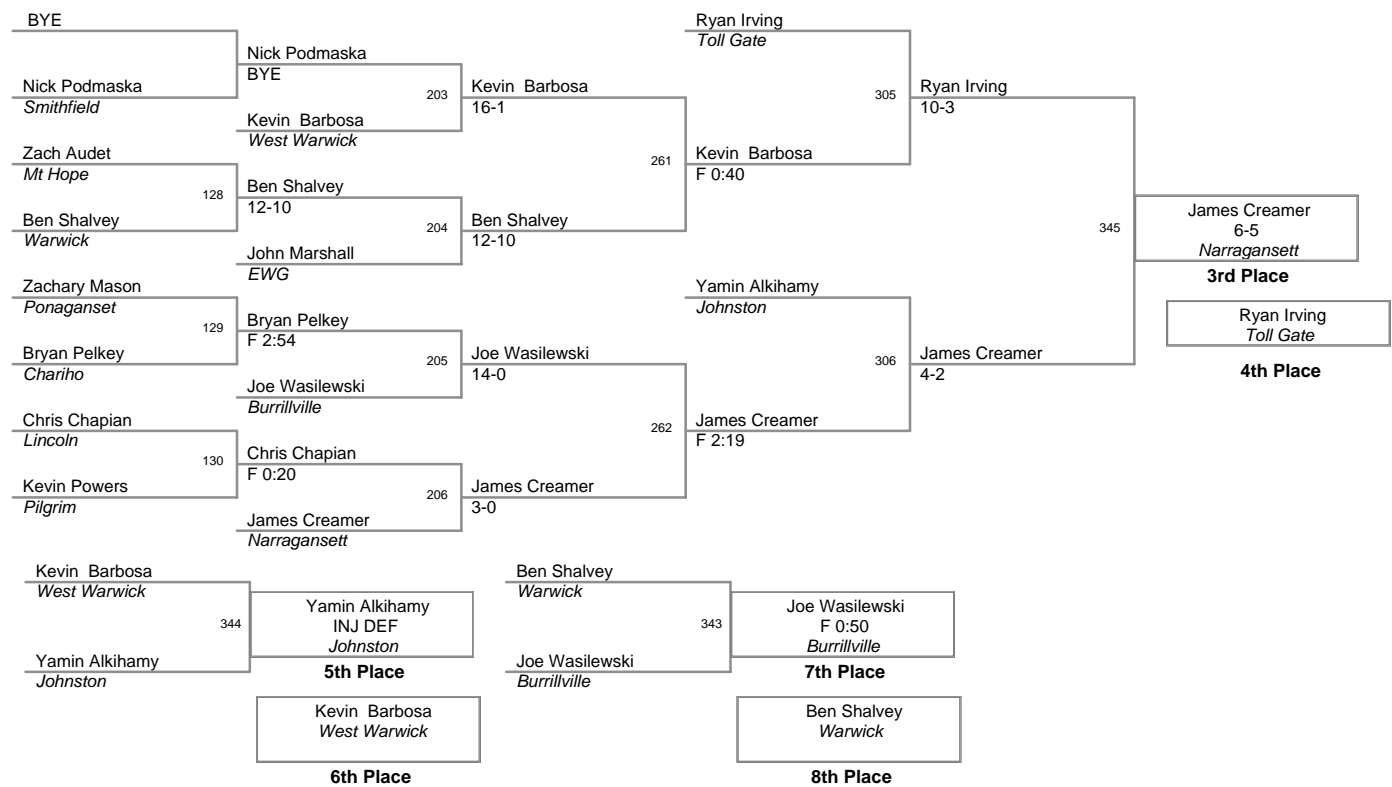 BYE
Nick Podmaska
Smithfield
Nick Podmaska
BYE
203
Kevin Barbosa
West Warwick
Zach Audet
Mt Hope
128
Ben Shalvey
Warwick
Ben Shalvey
12-10
204
John Marshall
EWG
Zachary Mason
Ponaganset
129
Bryan Pelkey
Chariho
Bryan Pelkey
F 2:54
205
Joe Wasilewski
Burrillville
Chris Chapian
Lincoln
130
Kevin Powers
Pilgrim
Chris Chapian
F 0:20
206
James Creamer
Narragansett
Kevin Barbosa
16-1
261
Ben Shalvey
12-10
Joe Wasilewski
14-0
262
James Creamer
3-0
Ryan Irving
Toll Gate
305
Kevin Barbosa
F 0:40
Yamin Alkihamy
Johnston
306
James Creamer
F 2:19
Ryan Irving
10-3
345
James Creamer
4-2
James Creamer
6-5
Narragansett
3rd Place
Ryan Irving
Toll Gate
4th Place
Kevin Barbosa
West Warwick
344
Yamin Alkihamy
Johnston
Yamin Alkihamy
INJ DEF
Johnston
5th Place
Kevin Barbosa
West Warwick
6th Place
Ben Shalvey
Warwick
343
Joe Wasilewski
Burrillville
Joe Wasilewski
F 0:50
Burrillville
7th Place
Ben Shalvey
Warwick
8th Place